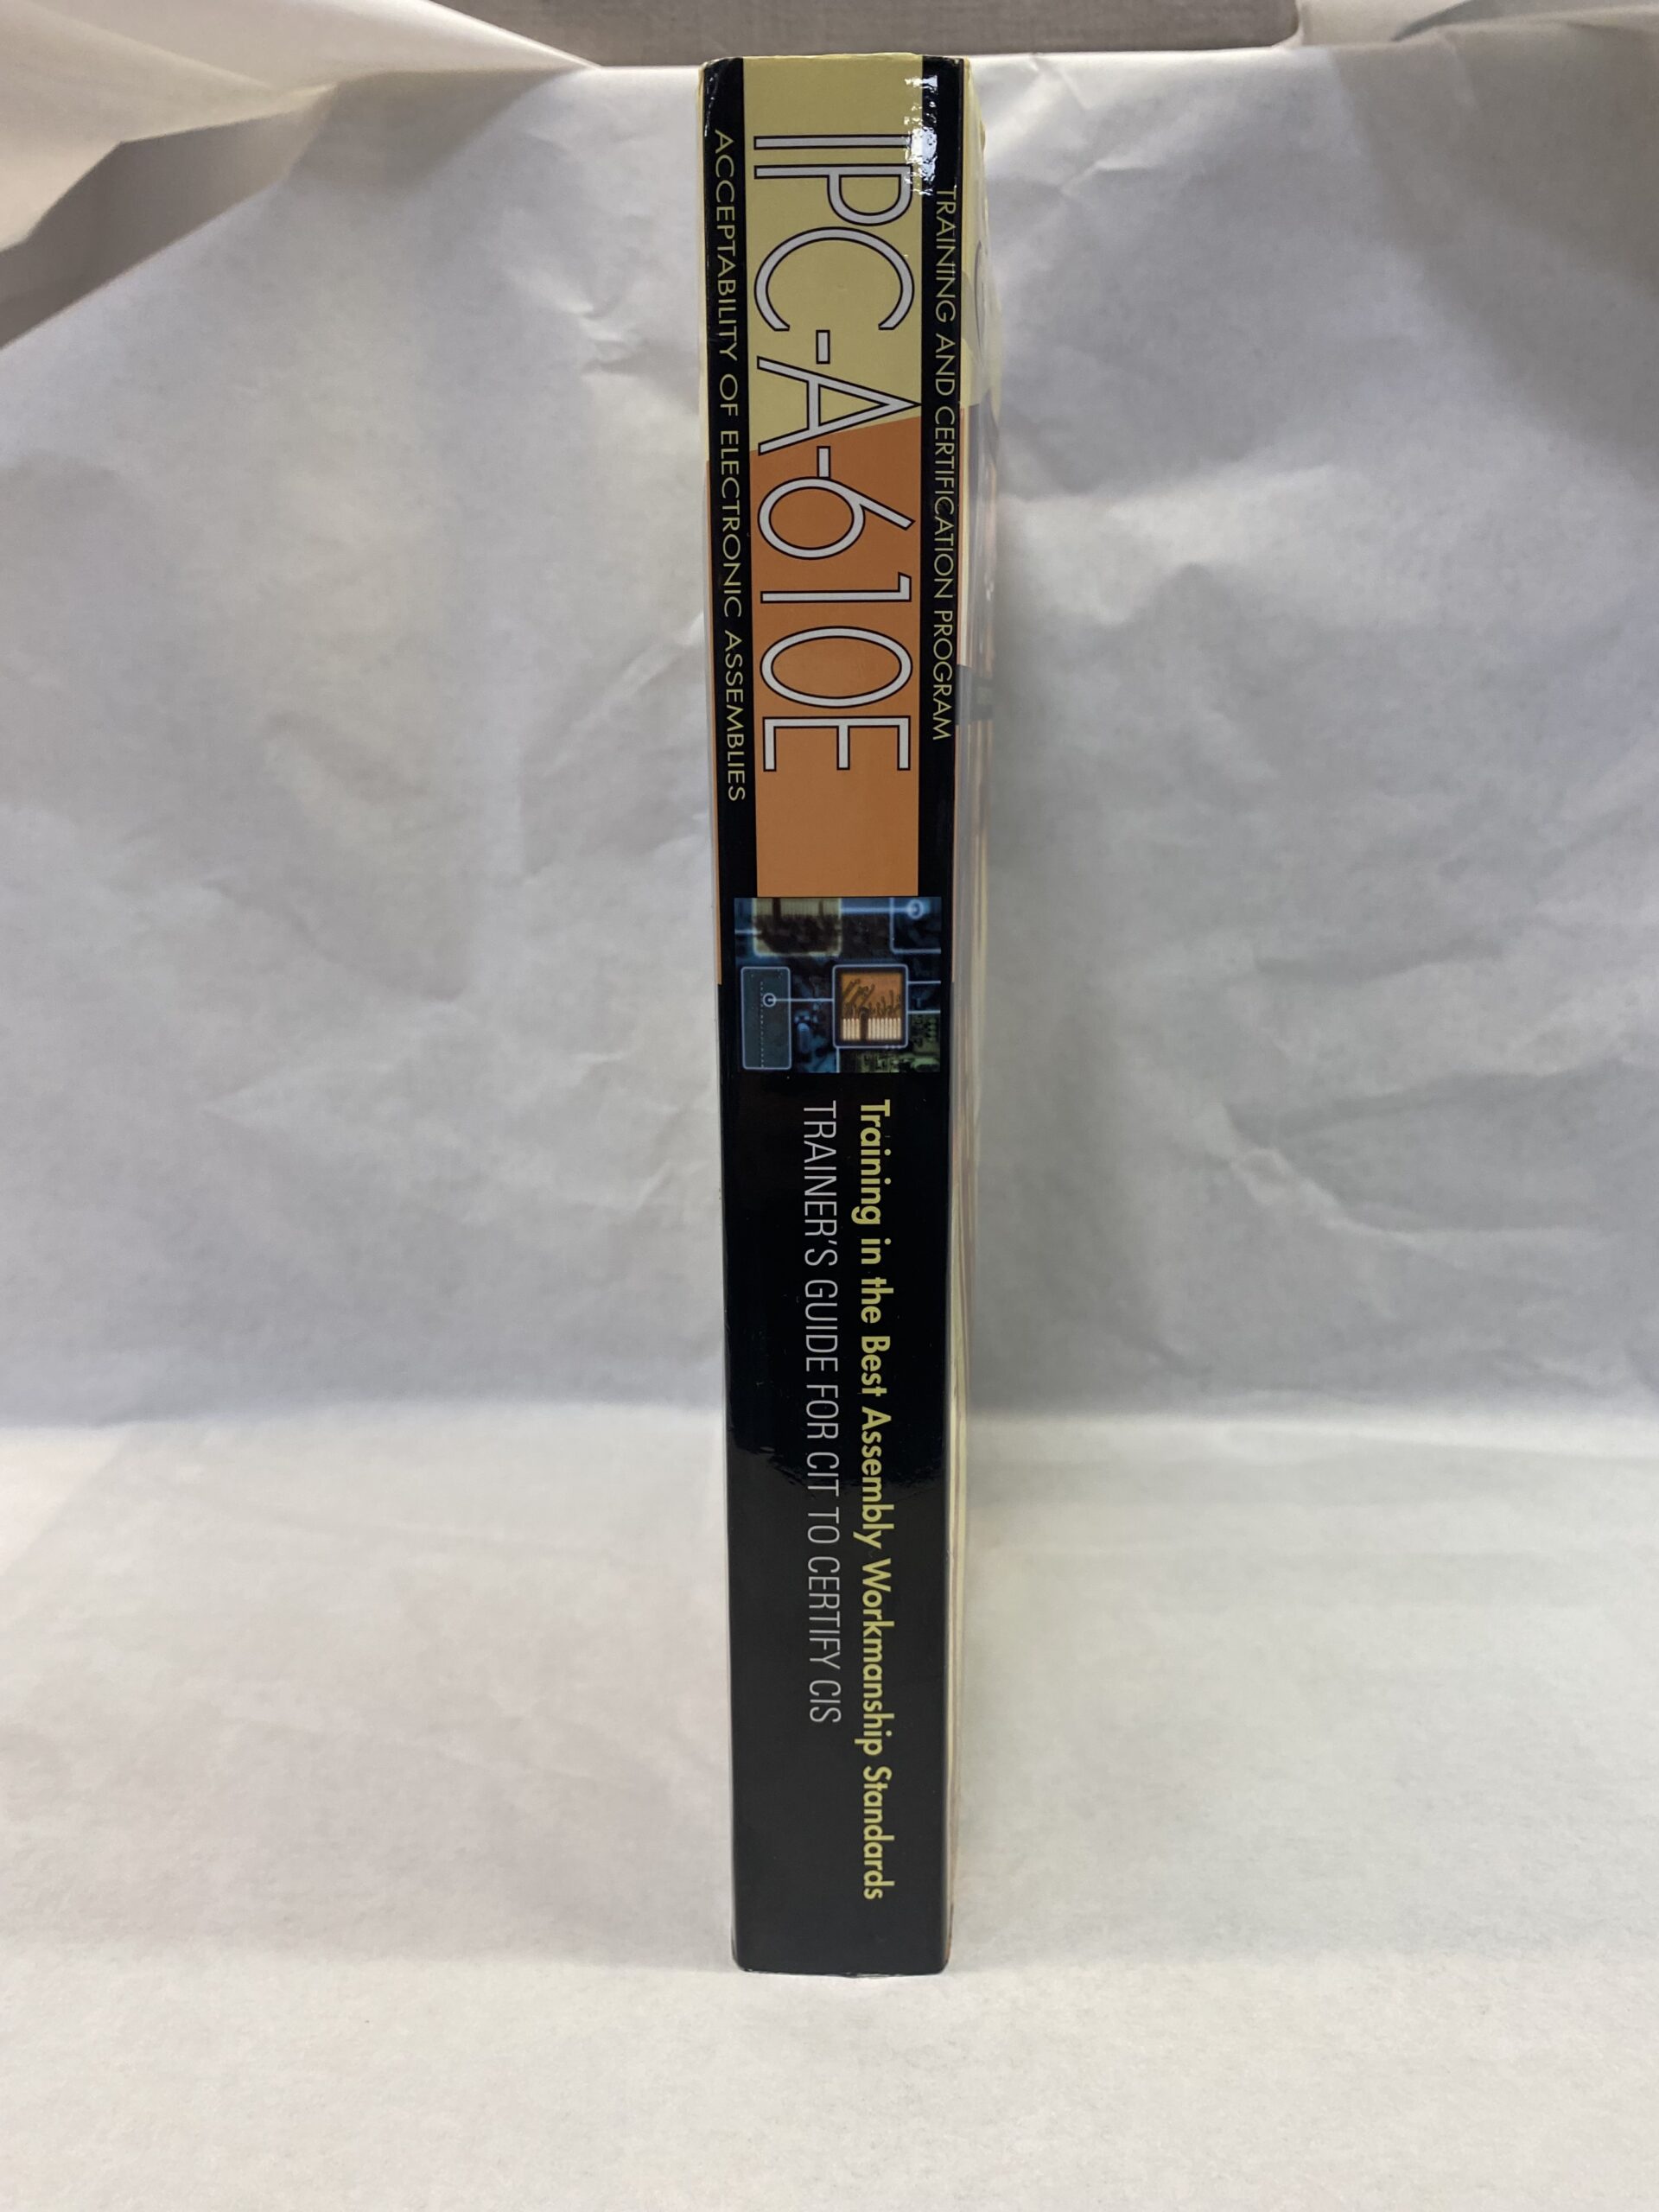 TRAINING AND CERTIFICATION PROGRAM
IPC-A-610E
ACCEPTABILITY OF ELECTRONIC ASSEMBLIES
Training in the Best Assembly Workmanship Standards
TRAINER'S GUIDE FOR CIT TO CERTIFY CIS